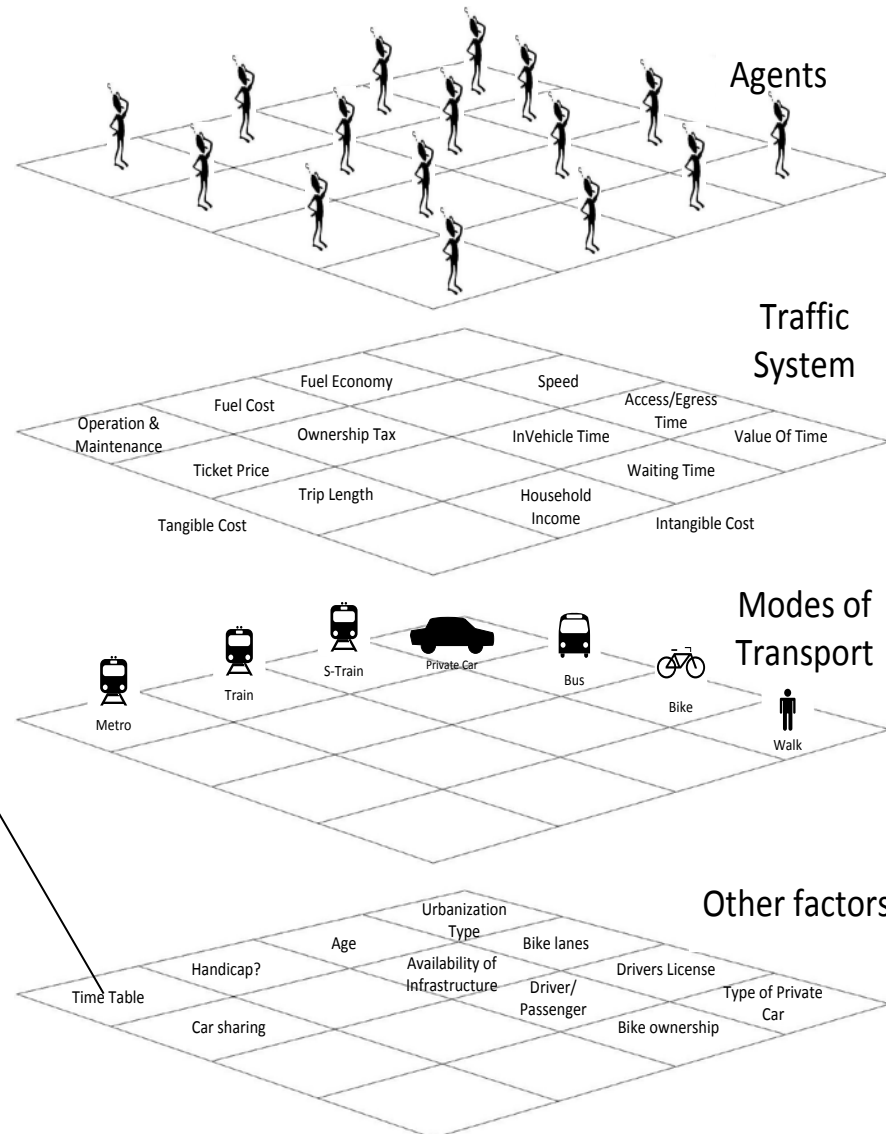 Agents
Traffic
System
Fuel Economy
Speed
Fuel Cost
Access/Egress
Time
Operation &
Maintenance
Ownership Tax
InVehicle Time
Value Of Time
Ticket Price
Waiting Time
Trip Length
Household
Income
Tangible Cost
Intangible Cost
Modes of
Transport
Metro
Train
S-Train
Private Car
Bus
Bike
Walk
Other factors
Urbanization
Type
Age
Bike lanes
Handicap?
Availability of
Infrastructure
Drivers License
Time Table
Driver/
Passenger
Type of Private
Car
Car sharing
Bike ownership